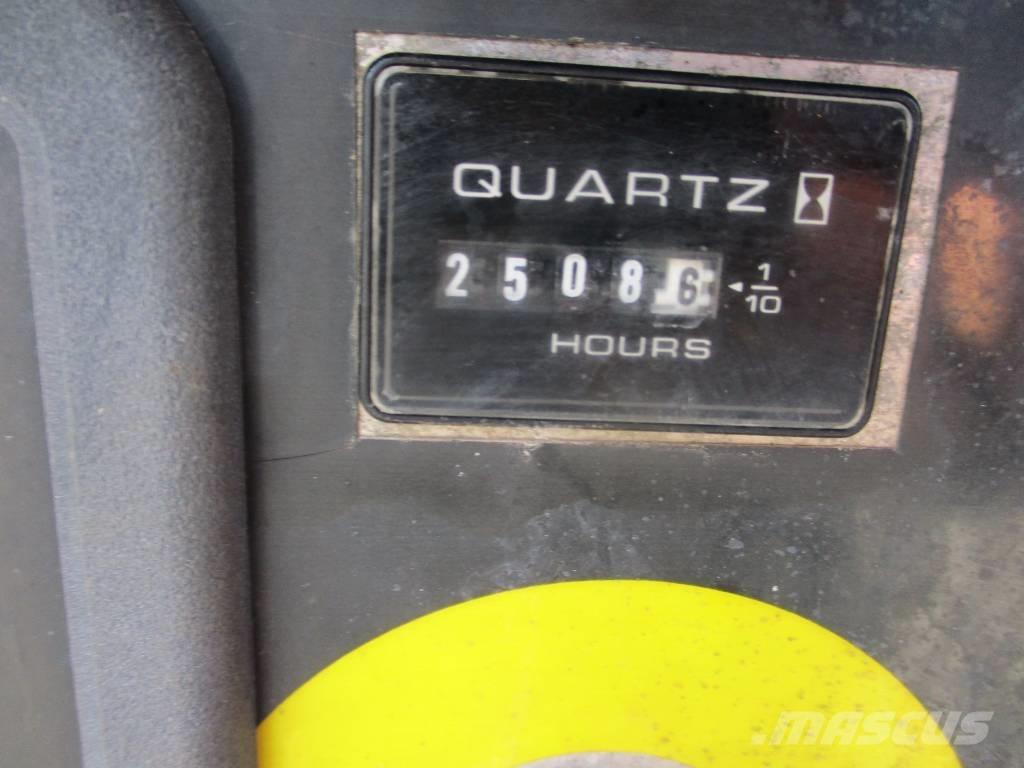 QUARTZ
25086 ◄ 1/10
HOURS
MASCUS